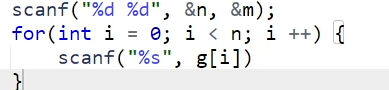 scanf("%d %d", &n, &m);
for(int i = 0; i < n; i ++) {
    scanf("%s", g[i])
}